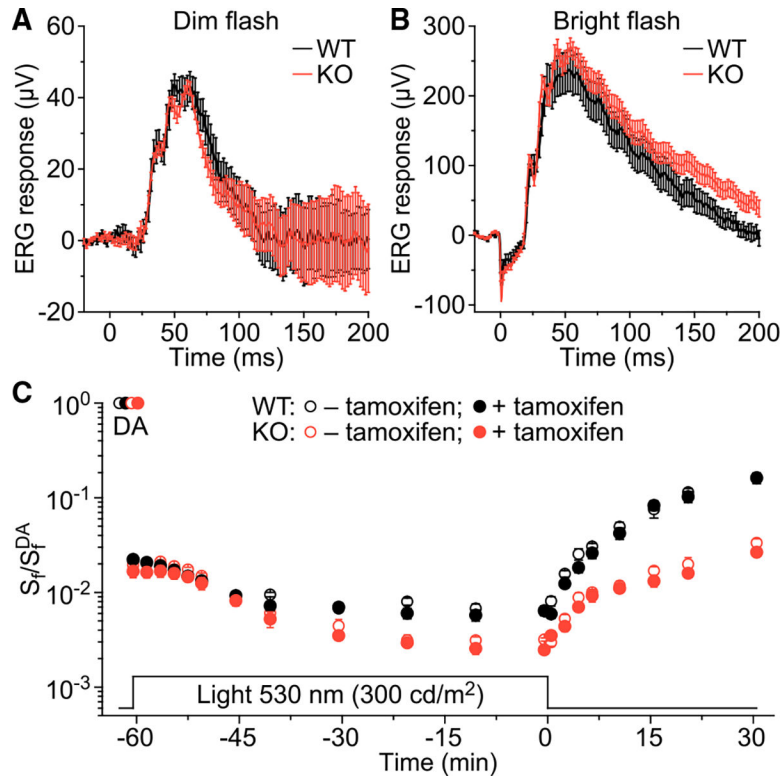 A
Dim flash
WT
KO
60
40
20
0
-20
ERG response (µV)
0 50 100 150 200
Time (ms)
B
Bright flash
WT
KO
300
200
100
0
-100
ERG response (µV)
0 50 100 150 200
Time (ms)
C
WT: – tamoxifen; + tamoxifen
KO: – tamoxifen; + tamoxifen
DA
10⁰
10⁻¹
10⁻²
10⁻³
S_f/S_f^DA
Light 530 nm (300 cd/m²)
-60 -45 -30 -15 0 15 30
Time (min)